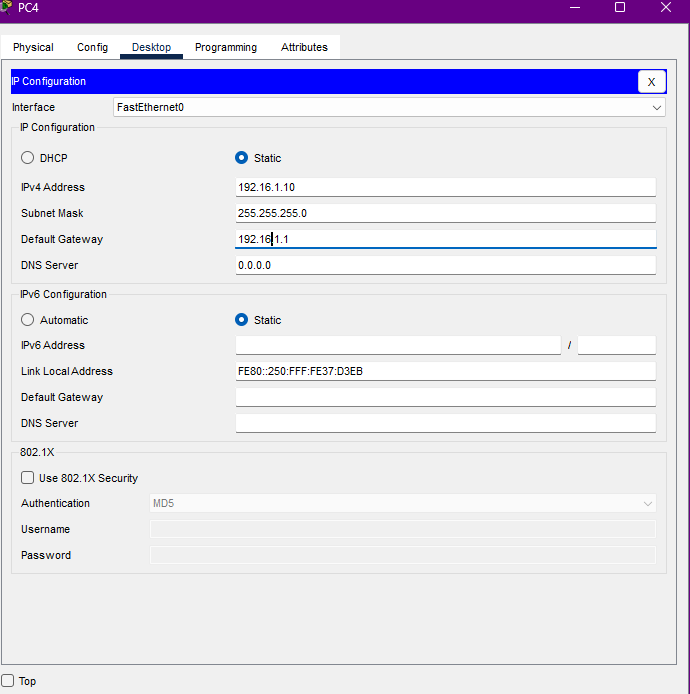 PC4
Physical Config Desktop Programming Attributes
IP Configuration X
Interface FastEthernet0
IP Configuration
DHCP Static
IPv4 Address 192.16.1.10
Subnet Mask 255.255.255.0
Default Gateway 192.16.1.1
DNS Server 0.0.0.0
IPv6 Configuration
Automatic Static
IPv6 Address /
Link Local Address FE80::250:FFF:FE37:D3EB
Default Gateway
DNS Server
802.1X
Use 802.1X Security
Authentication MD5
Username
Password
Top